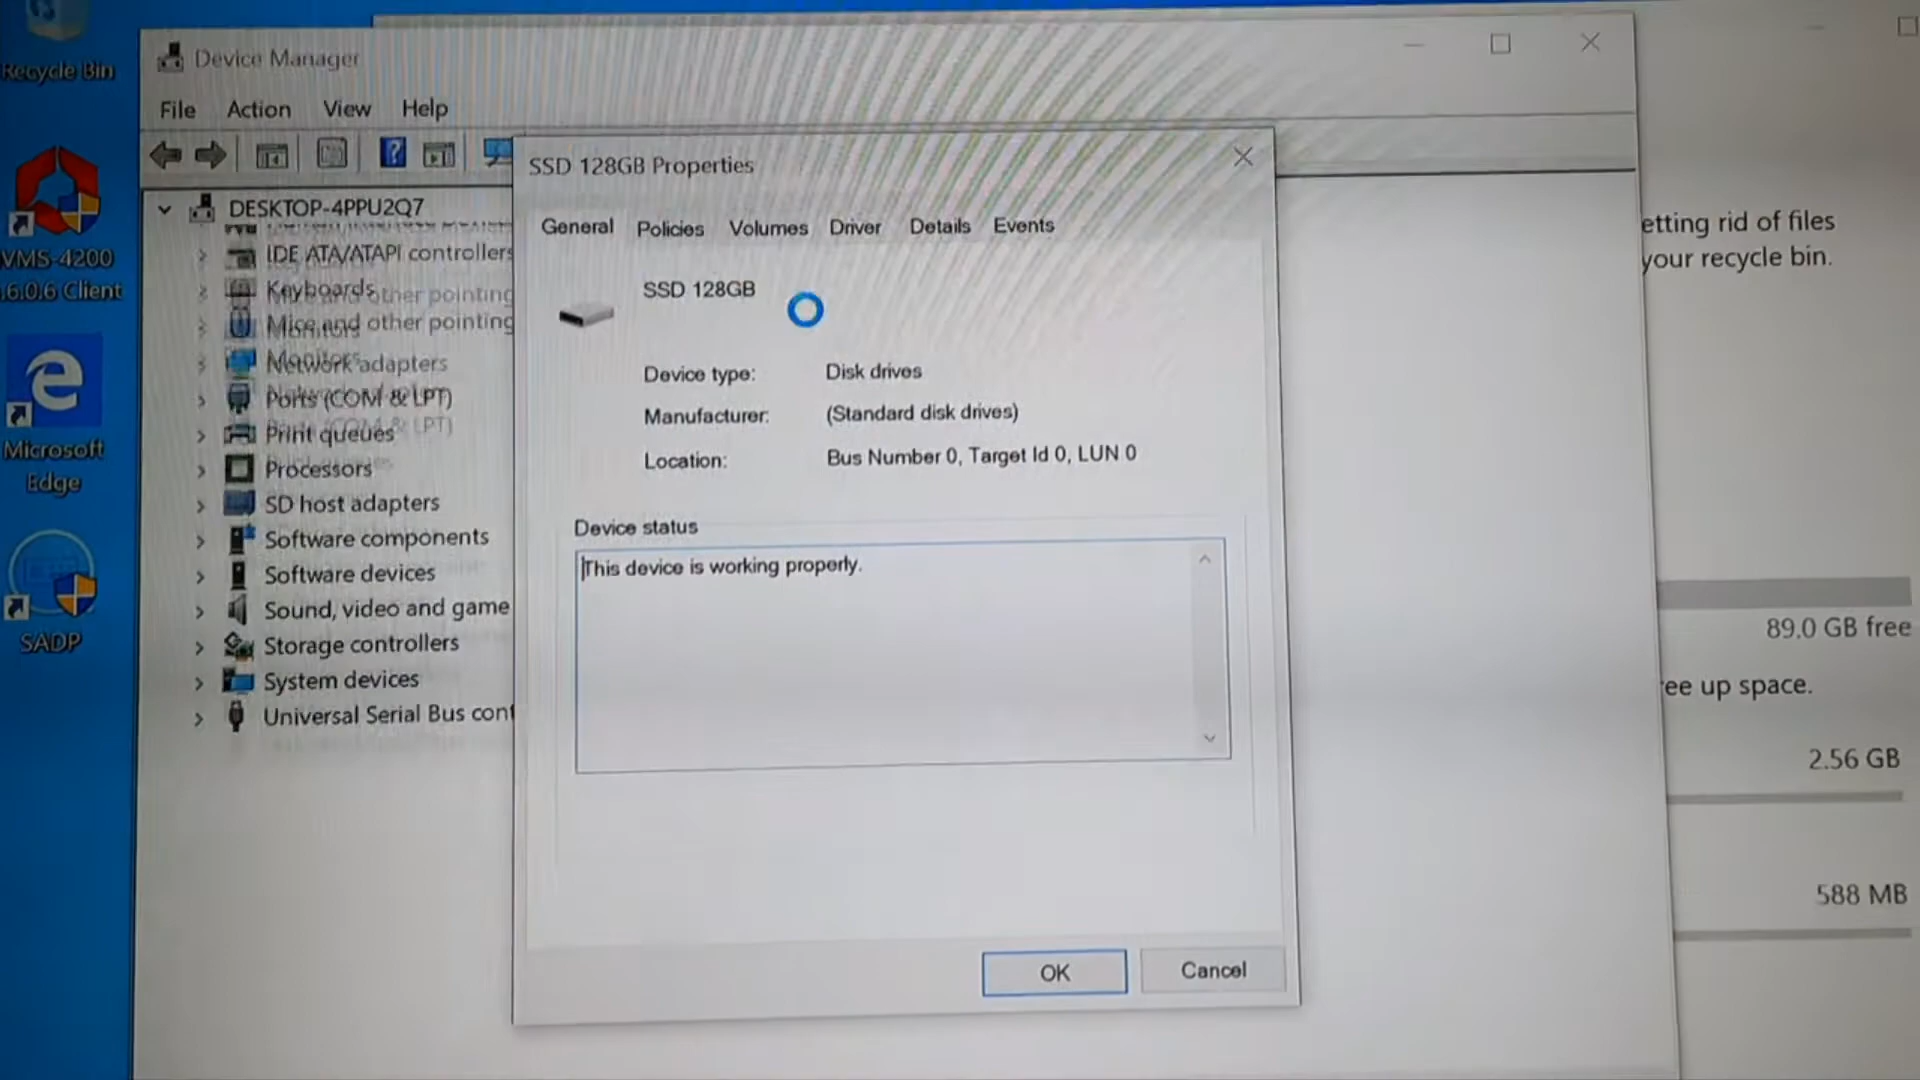 Recycle Bin
VMS-4200
.6.0.6 Client
Microsoft
Edge
SADP
Device Manager
File Action View Help
DESKTOP-4PPU2Q7
IDE ATA/ATAPI controllers
Keyboards
Mice and other pointing
Monitors
Network adapters
Ports (COM & LPT)
Print queues
Processors
SD host adapters
Software components
Software devices
Sound, video and game
Storage controllers
System devices
Universal Serial Bus cont
SSD 128GB Properties
General Policies Volumes Driver Details Events
SSD 128GB
Device type: Disk drives
Manufacturer: (Standard disk drives)
Location: Bus Number 0, Target Id 0, LUN 0
Device status
This device is working properly.
OK Cancel
etting rid of files
your recycle bin.
89.0 GB free
ree up space.
2.56 GB
588 MB